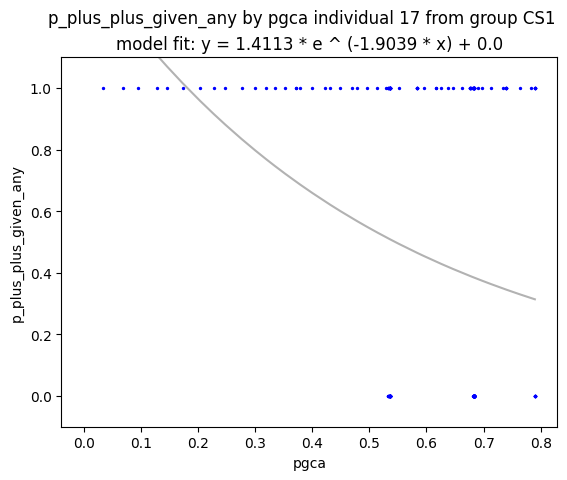 p_plus_plus_given_any by pgca individual 17 from group CS1
model fit: y = 1.4113 * e ^ (-1.9039 * x) + 0.0
1.0
0.8
0.6
0.4
0.2
0.0
p_plus_plus_given_any
0.0 0.1 0.2 0.3 0.4 0.5 0.6 0.7 0.8
pgca